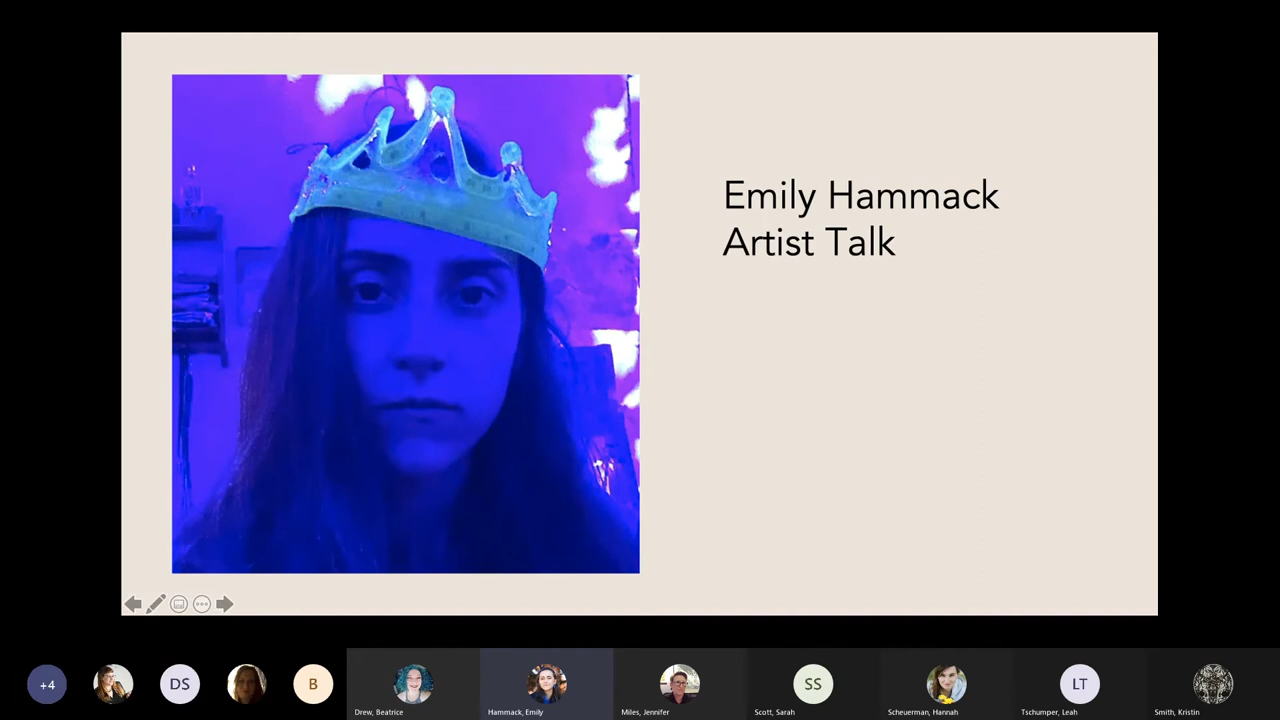 Emily Hammack
Artist Talk
+4
DS
B
SS
LT
Drew, Beatrice
Hammack, Emily
Miles, Jennifer
Scott, Sarah
Scheuerman, Hannah
Tschumper, Leah
Smith, Kristin